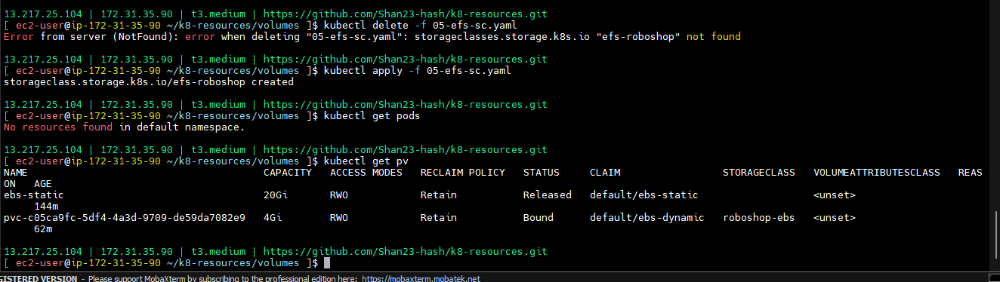 13.217.25.104 | 172.31.35.90 | t3.medium | https://github.com/Shan23-hash/k8-resources.git
[ ec2-user@ip-172-31-35-90 ~/k8-resources/volumes ]$ kubectl delete -f 05-efs-sc.yaml
Error from server (NotFound): error when deleting "05-efs-sc.yaml": storageclasses.storage.k8s.io "efs-roboshop" not found
13.217.25.104 | 172.31.35.90 | t3.medium | https://github.com/Shan23-hash/k8-resources.git
[ ec2-user@ip-172-31-35-90 ~/k8-resources/volumes ]$ kubectl apply -f 05-efs-sc.yaml
storageclass.storage.k8s.io/efs-roboshop created
13.217.25.104 | 172.31.35.90 | t3.medium | https://github.com/Shan23-hash/k8-resources.git
[ ec2-user@ip-172-31-35-90 ~/k8-resources/volumes ]$ kubectl get pods
No resources found in default namespace.
13.217.25.104 | 172.31.35.90 | t3.medium | https://github.com/Shan23-hash/k8-resources.git
[ ec2-user@ip-172-31-35-90 ~/k8-resources/volumes ]$ kubectl get pv
NAME CAPACITY ACCESS MODES RECLAIM POLICY STATUS CLAIM STORAGECLASS VOLUMEATTRIBUTESCLASS REAS
ON AGE
ebs-static 20Gi RWO Retain Released default/ebs-static <unset>
144m
pvc-c05ca9fc-5df4-4a3d-9709-de59da7082e9 4Gi RWO Retain Bound default/ebs-dynamic roboshop-ebs <unset>
62m
13.217.25.104 | 172.31.35.90 | t3.medium | https://github.com/Shan23-hash/k8-resources.git
[ ec2-user@ip-172-31-35-90 ~/k8-resources/volumes ]$
GISTERED VERSION - Please support MobaXterm by subscribing to the professional edition here: https://mobaxterm.mobatek.net